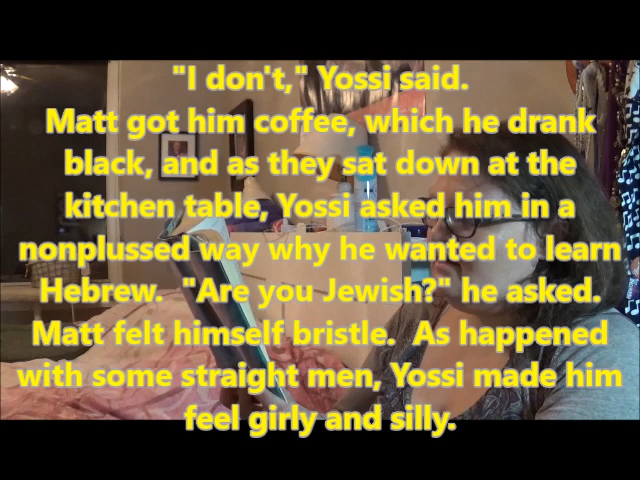 "I don't," Yossi said.
Matt got him coffee, which he drank
black, and as they sat down at the
kitchen table, Yossi asked him in a
nonplussed way why he wanted to learn
Hebrew.  "Are you Jewish?" he asked.
Matt felt himself bristle.  As happened
with some straight men, Yossi made him
feel girly and silly.